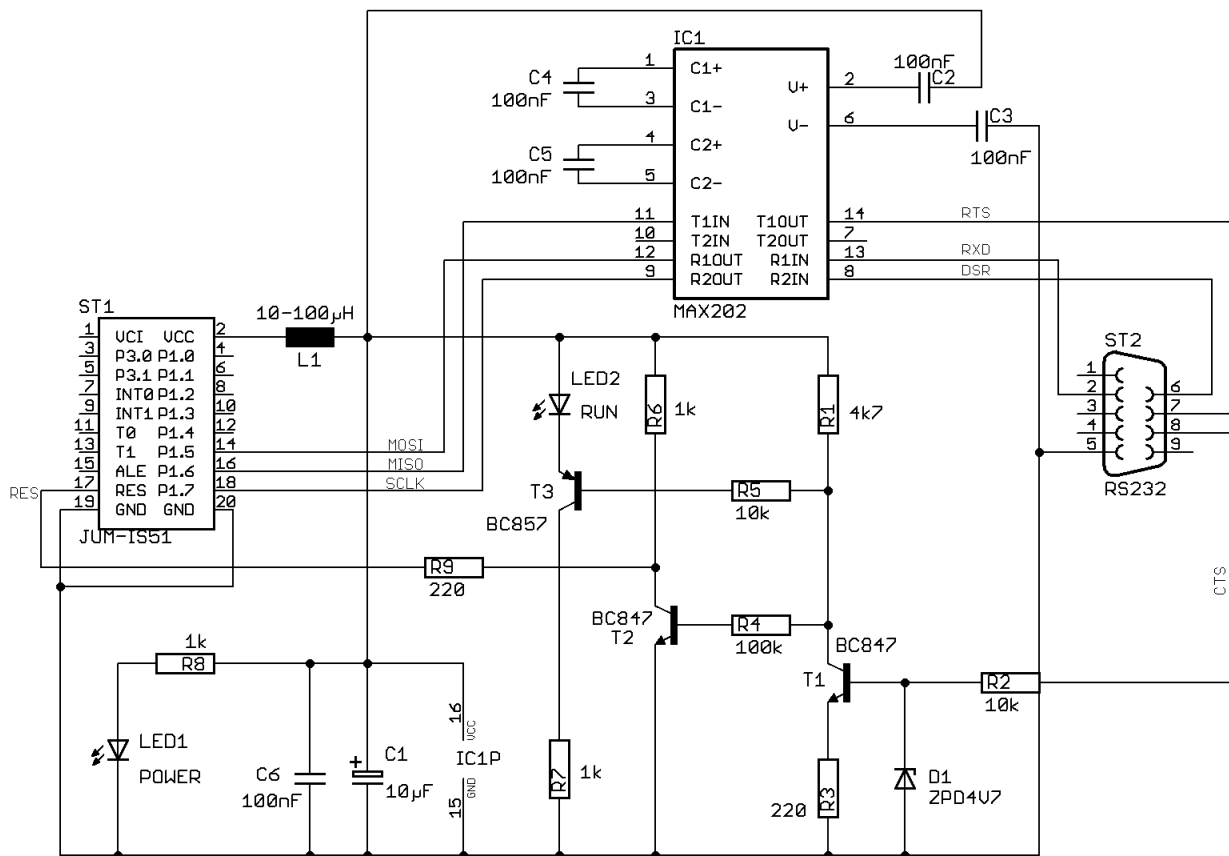 IC1
1 C1+
C4
100nF
3 C1-
4 C2+
C5
100nF
5 C2-
V+ 2
100nF
C2
V- 6
C3
100nF
11 T1IN T1OUT 14 RTS
10 T2IN T2OUT 7
12 R1OUT R1IN 13 RXD
9 R2OUT R2IN 8 DSR
MAX202
ST1
10-100µH
L1
1 VCI VCC 2
3 P3.0 P1.0 4
5 P3.1 P1.1 6
7 INT0 P1.2 8
9 INT1 P1.3 10
11 T0 P1.4 12
13 T1 P1.5 14 MOSI
15 ALE P1.6 16 MISO
RES 17 RES P1.7 18 SCLK
19 GND GND 20
JUM-IS51
LED2
RUN
R6
1k
R1
4k7
ST2
1
2 6
3 7
4 8
5 9
RS232
T3
BC857
R5
10k
R9
220
BC847
T2
R4
100k
BC847
T1
R2
10k
CTS
1k
R8
LED1
POWER
C6
100nF
+ C1
10µF
16 VCC
IC1P
15 GND
R7
1k
220
R3
D1
ZPD4V7